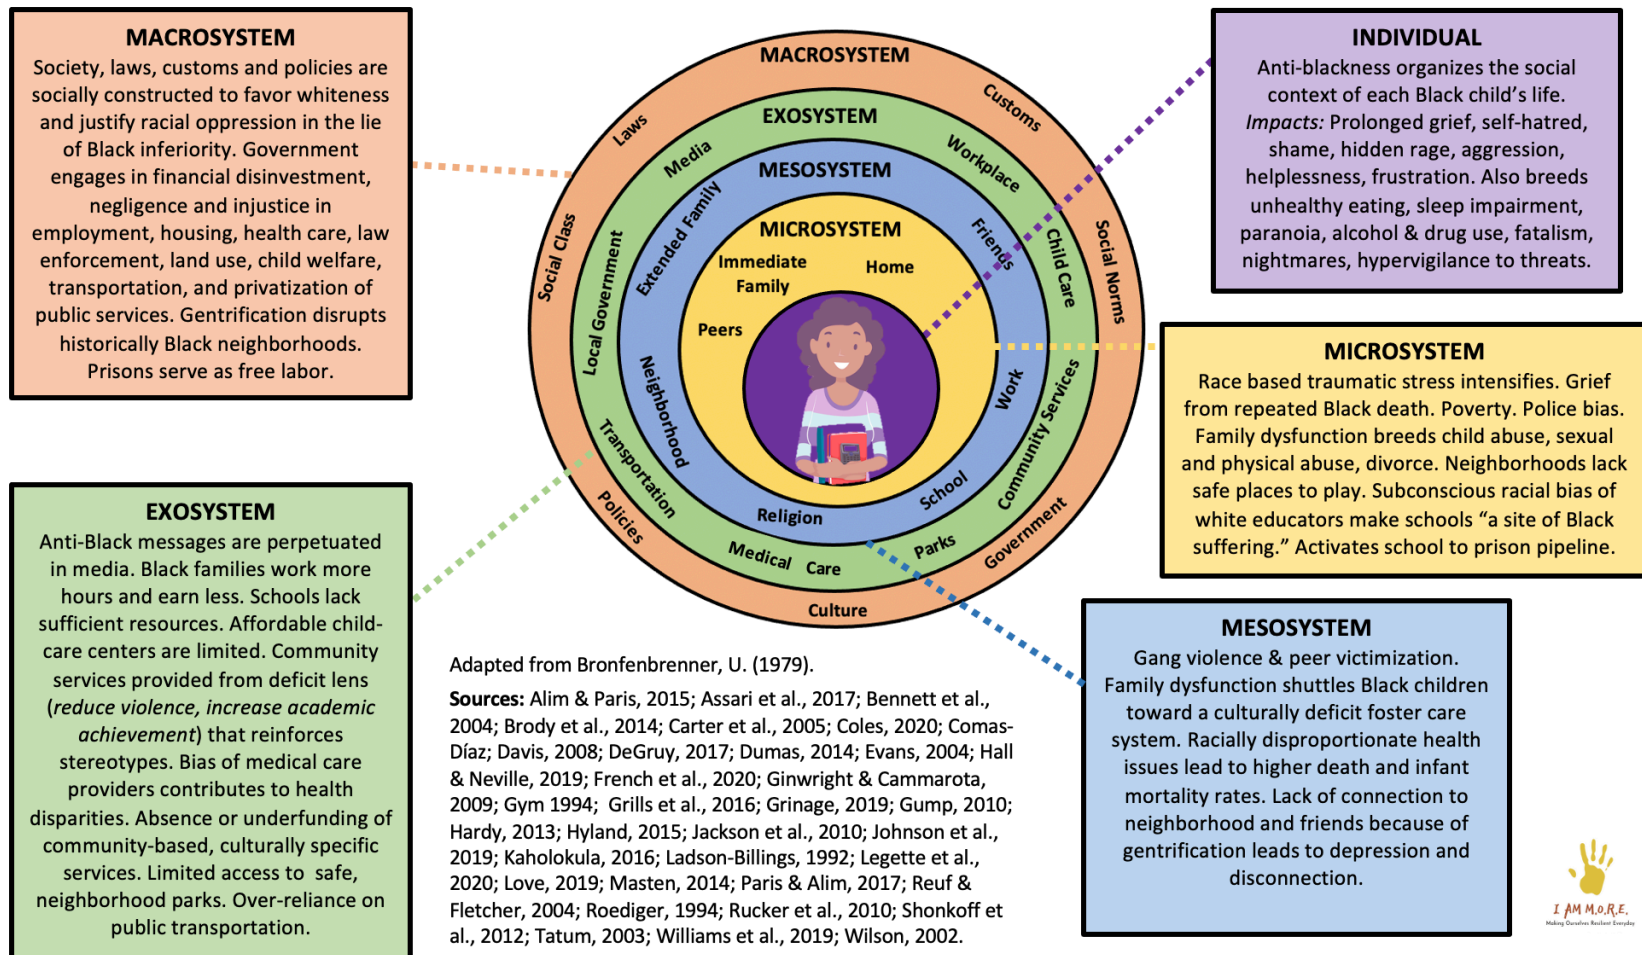 MACROSYSTEM
Society, laws, customs and policies are
socially constructed to favor whiteness
and justify racial oppression in the lie
of Black inferiority. Government
engages in financial disinvestment,
negligence and injustice in
employment, housing, health care, law
enforcement, land use, child welfare,
transportation, and privatization of
public services. Gentrification disrupts
historically Black neighborhoods.
Prisons serve as free labor.
EXOSYSTEM
Anti-Black messages are perpetuated
in media. Black families work more
hours and earn less. Schools lack
sufficient resources. Affordable child-
care centers are limited. Community
services provided from deficit lens
(reduce violence, increase academic
achievement) that reinforces
stereotypes. Bias of medical care
providers contributes to health
disparities. Absence or underfunding of
community-based, culturally specific
services. Limited access to safe,
neighborhood parks. Over-reliance on
public transportation.
MACROSYSTEM
Laws
Customs
Social Class
Social Norms
Policies
Government
Culture
EXOSYSTEM
Media
Workplace
Local Government
Child Care
Transportation
Community Services
Medical Care
Parks
MESOSYSTEM
Extended Family
Friends
Neighborhood
Work
Religion
School
MICROSYSTEM
Immediate
Family
Home
Peers
Adapted from Bronfenbrenner, U. (1979).
Sources: Alim & Paris, 2015; Assari et al., 2017; Bennett et al.,
2004; Brody et al., 2014; Carter et al., 2005; Coles, 2020; Comas-
Díaz; Davis, 2008; DeGruy, 2017; Dumas, 2014; Evans, 2004; Hall
& Neville, 2019; French et al., 2020; Ginwright & Cammarota,
2009; Gym 1994; Grills et al., 2016; Grinage, 2019; Gump, 2010;
Hardy, 2013; Hyland, 2015; Jackson et al., 2010; Johnson et al.,
2019; Kaholokula, 2016; Ladson-Billings, 1992; Legette et al.,
2020; Love, 2019; Masten, 2014; Paris & Alim, 2017; Reuf &
Fletcher, 2004; Roediger, 1994; Rucker et al., 2010; Shonkoff et
al., 2012; Tatum, 2003; Williams et al., 2019; Wilson, 2002.
INDIVIDUAL
Anti-blackness organizes the social
context of each Black child's life.
Impacts: Prolonged grief, self-hatred,
shame, hidden rage, aggression,
helplessness, frustration. Also breeds
unhealthy eating, sleep impairment,
paranoia, alcohol & drug use, fatalism,
nightmares, hypervigilance to threats.
MICROSYSTEM
Race based traumatic stress intensifies. Grief
from repeated Black death. Poverty. Police bias.
Family dysfunction breeds child abuse, sexual
and physical abuse, divorce. Neighborhoods lack
safe places to play. Subconscious racial bias of
white educators make schools “a site of Black
suffering.” Activates school to prison pipeline.
MESOSYSTEM
Gang violence & peer victimization.
Family dysfunction shuttles Black children
toward a culturally deficit foster care
system. Racially disproportionate health
issues lead to higher death and infant
mortality rates. Lack of connection to
neighborhood and friends because of
gentrification leads to depression and
disconnection.
I AM M.O.R.E.
Making Ourselves Resilient Everyday